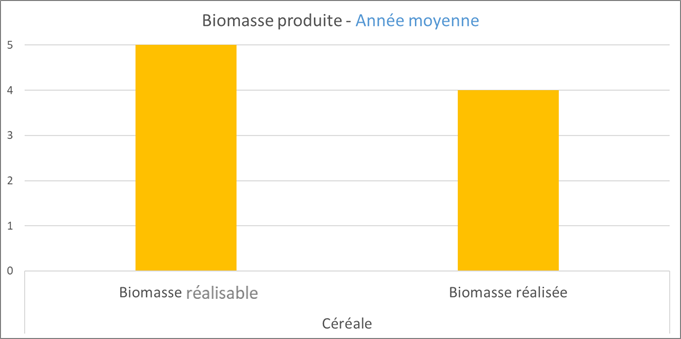 Biomasse produite - Année moyenne
5
4
3
2
1
0
Biomasse réalisable
Biomasse réalisée
Céréale